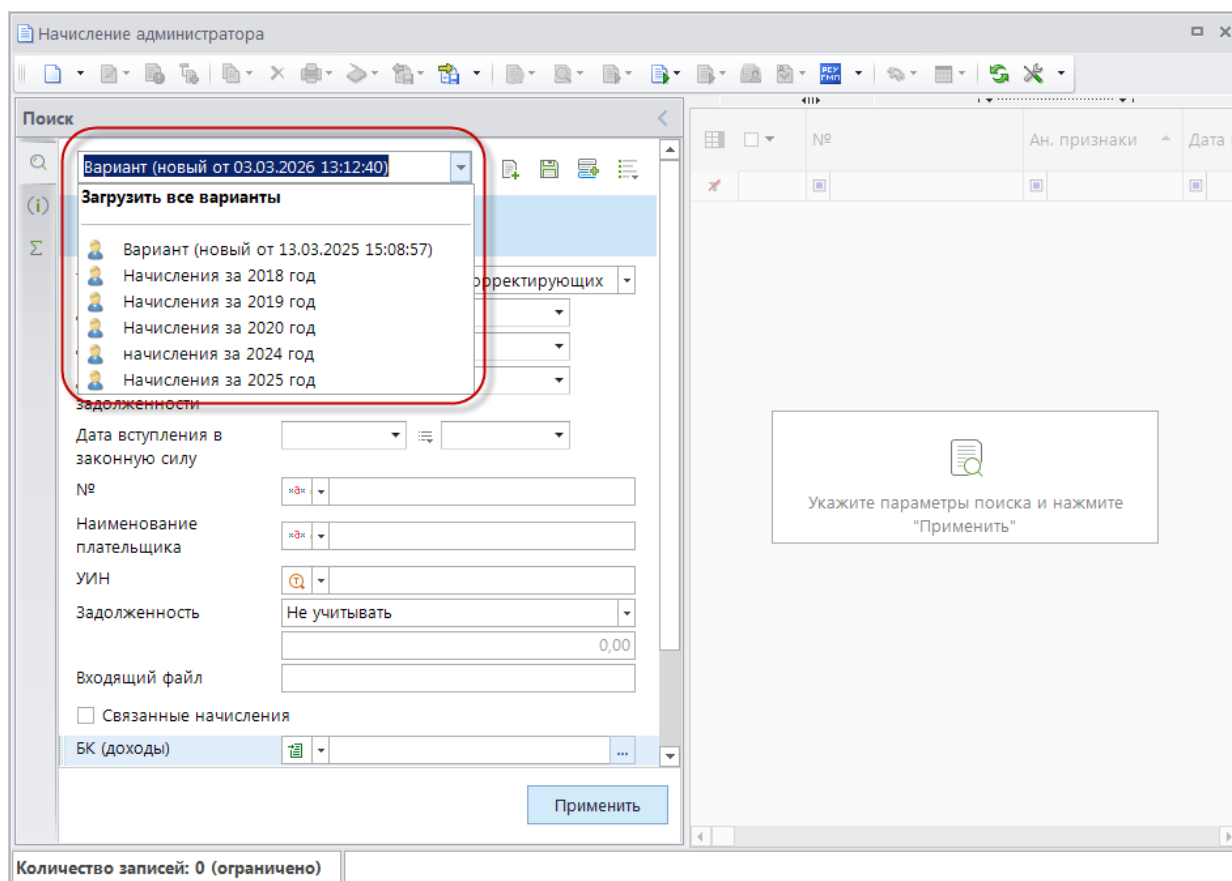 Начисление администратора
РЕУ
ГМП
Поиск
Вариант (новый от 03.03.2026 13:12:40)
Загрузить все варианты
Вариант (новый от 13.03.2025 15:08:57)
Начисления за 2018 год
Начисления за 2019 год
Начисления за 2020 год
начисления за 2024 год
Начисления за 2025 год
орректирующих
задолженности
Дата вступления в
законную силу
№
Наименование
плательщика
УИН
Задолженность
Не учитывать
0,00
Входящий файл
Связанные начисления
БК (доходы)
...
Применить
№
Ан. признаки
Дата
Укажите параметры поиска и нажмите
"Применить"
Количество записей: 0 (ограничено)